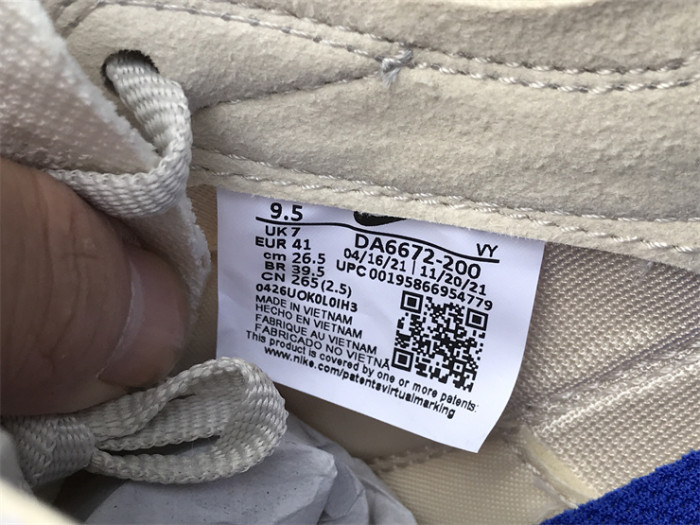 9.5 VY
UK 7 DA6672-200
EUR 41 04/16/21 | 11/20/21
cm 26.5 UPC 00195866954779
BR 39.5
CN 265 (2.5)
0426UOK0L0IH3
MADE IN VIETNAM
HECHO EN VIETNAM
FABRIQUE AU VIETNAM
FABRICADO NO VIETNÃ
This product is covered by one or more patents:
www.nike.com/patentsvirtualmarking